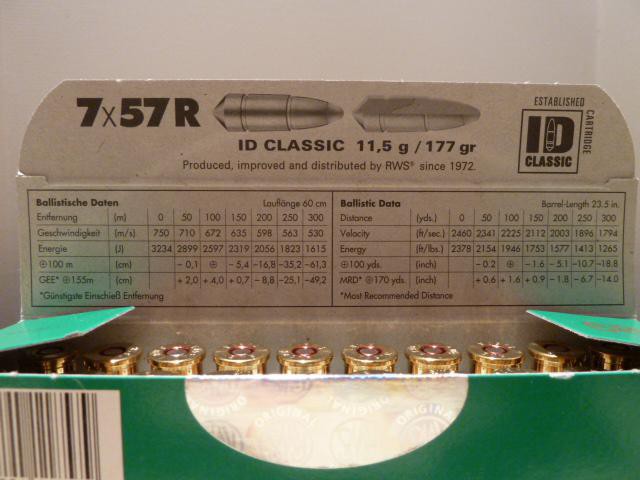 7x57R
ID CLASSIC 11,5 g / 177 gr
Produced, improved and distributed by RWS® since 1972.
ESTABLISHED
CARTRIDGE
ID
CLASSIC
Ballistische Daten Lauflänge 60 cm
Entfernung (m) 0 50 100 150 200 250 300
Geschwindigkeit (m/s) 750 710 672 635 598 563 530
Energie (J) 3234 2899 2597 2319 2056 1823 1615
⊕100 m (cm) –0,1 ⊕ –5,4 –16,8 –35,2 –61,3
GEE* ⊕155m (cm) +2,0 +4,0 +0,7 –8,8 –25,1 –49,2
*Günstigste Einschieß Entfernung
Ballistic Data Barrel-Length 23.5 in.
Distance (yds.) 0 50 100 150 200 250 300
Velocity (ft/sec.) 2460 2341 2225 2112 2003 1896 1794
Energy (ft/lbs.) 2378 2154 1946 1753 1577 1413 1265
⊕100 yds. (inch) –0.2 ⊕ –1.6 –5.1 –10.7 –18.8
MRD* ⊕170 yds. (inch) +0.6 +1.6 +0.9 –1.8 –6.7 –14.0
*Most Recommended Distance
ORIGINAL
ORIGINAL
ORIGINAL